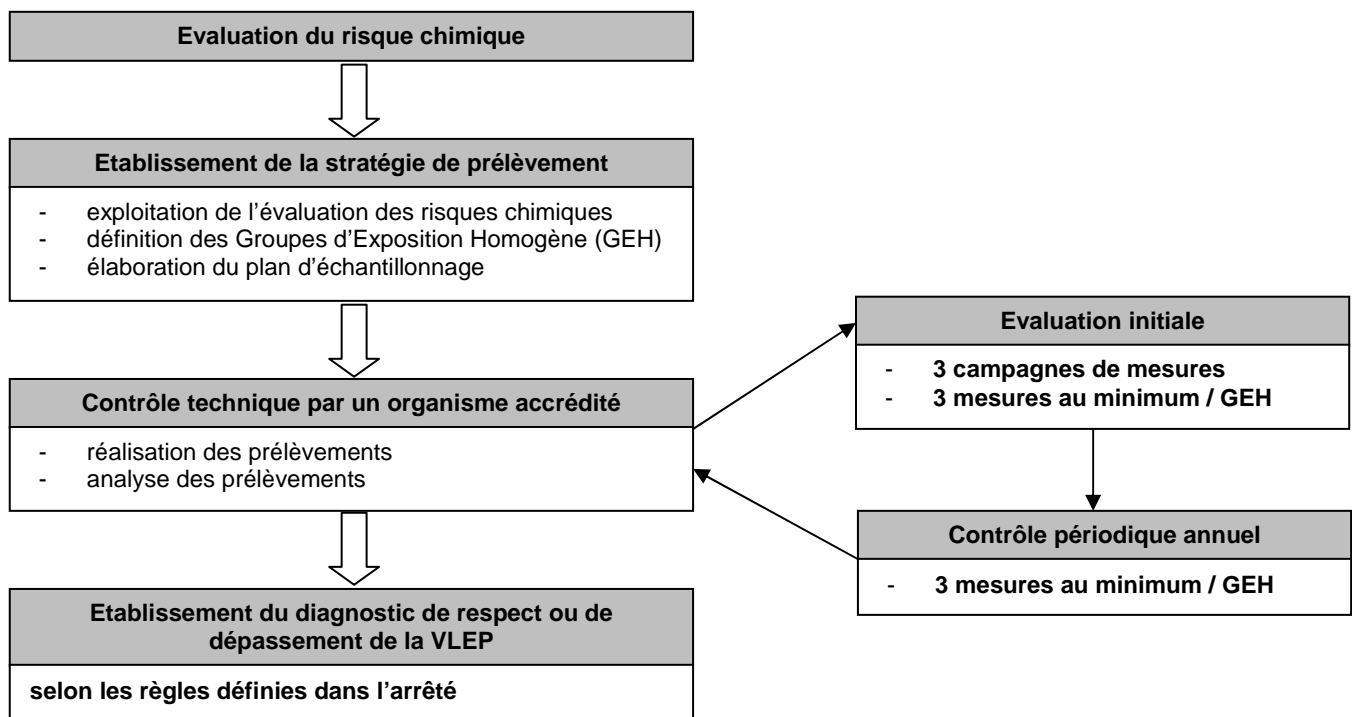 Evaluation du risque chimique
Etablissement de la stratégie de prélèvement
- exploitation de l'évaluation des risques chimiques
- définition des Groupes d'Exposition Homogène (GEH)
- élaboration du plan d'échantillonnage
Contrôle technique par un organisme accrédité
- réalisation des prélèvements
- analyse des prélèvements
Evaluation initiale
- 3 campagnes de mesures
- 3 mesures au minimum / GEH
Contrôle périodique annuel
- 3 mesures au minimum / GEH
Etablissement du diagnostic de respect ou de
dépassement de la VLEP
selon les règles définies dans l'arrêté